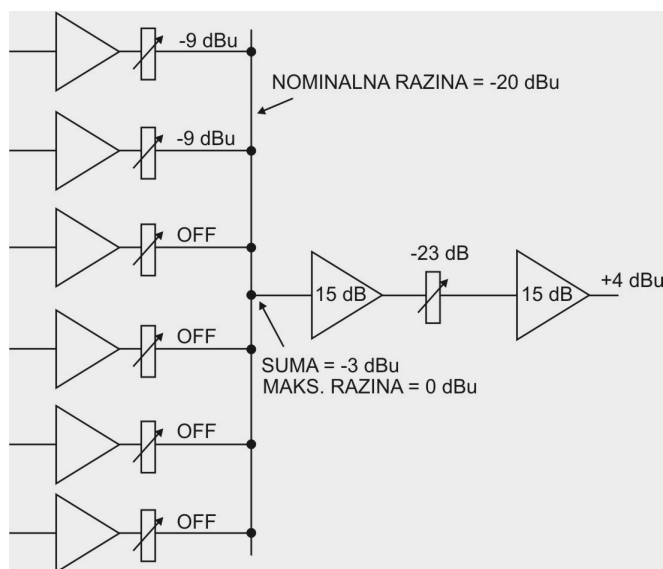 -9 dBu
NOMINALNA RAZINA = -20 dBu
-9 dBu
OFF
-23 dB
15 dB
15 dB
+4 dBu
OFF
SUMA = -3 dBu
MAKS. RAZINA = 0 dBu
OFF
OFF